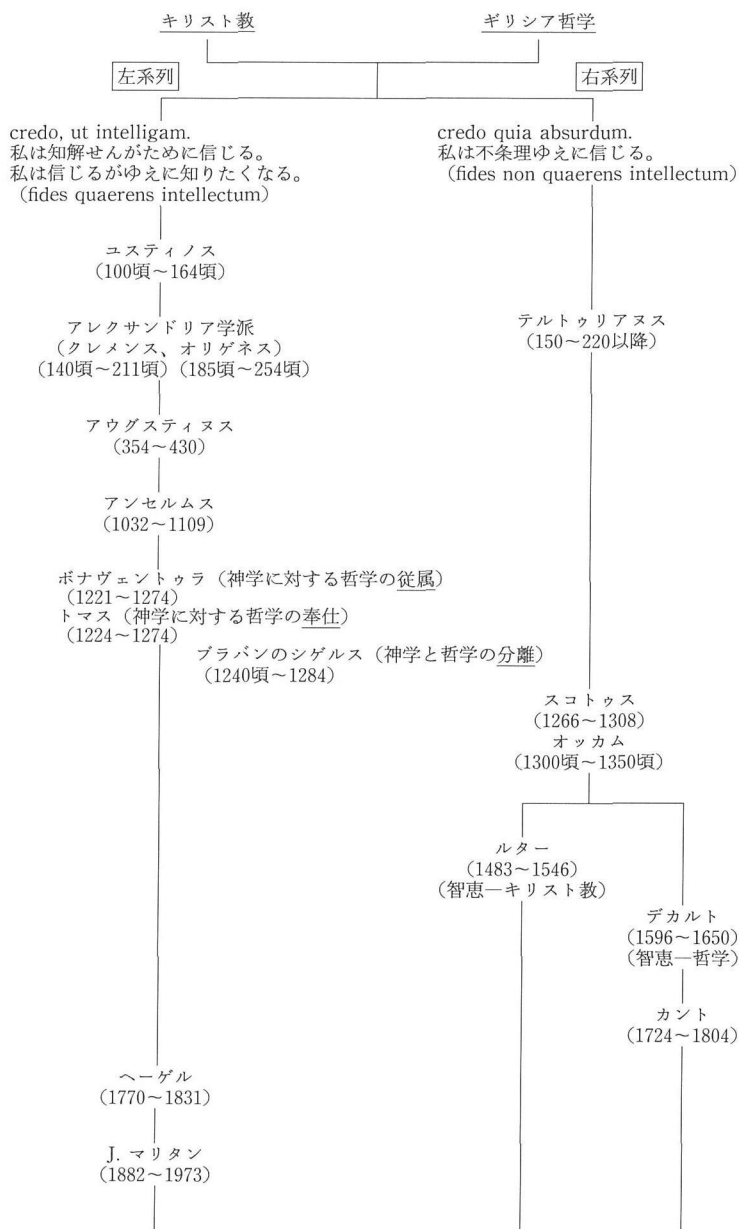 キリスト教
ギリシア哲学
左系列
右系列
credo, ut intelligam.
私は知解せんがために信じる。
私は信じるがゆえに知りたくなる。
（fides quaerens intellectum）
credo quia absurdum.
私は不条理ゆえに信じる。
（fides non quaerens intellectum）
ユスティノス
（100頃〜164頃）
アレクサンドリア学派
（クレメンス、オリゲネス）
（140頃〜211頃）（185頃〜254頃）
テルトゥリアヌス
（150〜220以降）
アウグスティヌス
（354〜430）
アンセルムス
（1032〜1109）
ボナヴェントゥラ（神学に対する哲学の従属）
（1221〜1274）
トマス（神学に対する哲学の奉仕）
（1224〜1274）
ブラバンのシゲルス（神学と哲学の分離）
（1240頃〜1284）
スコトゥス
（1266〜1308）
オッカム
（1300頃〜1350頃）
ルター
（1483〜1546）
（智恵―キリスト教）
デカルト
（1596〜1650）
（智恵―哲学）
カント
（1724〜1804）
ヘーゲル
（1770〜1831）
J. マリタン
（1882〜1973）